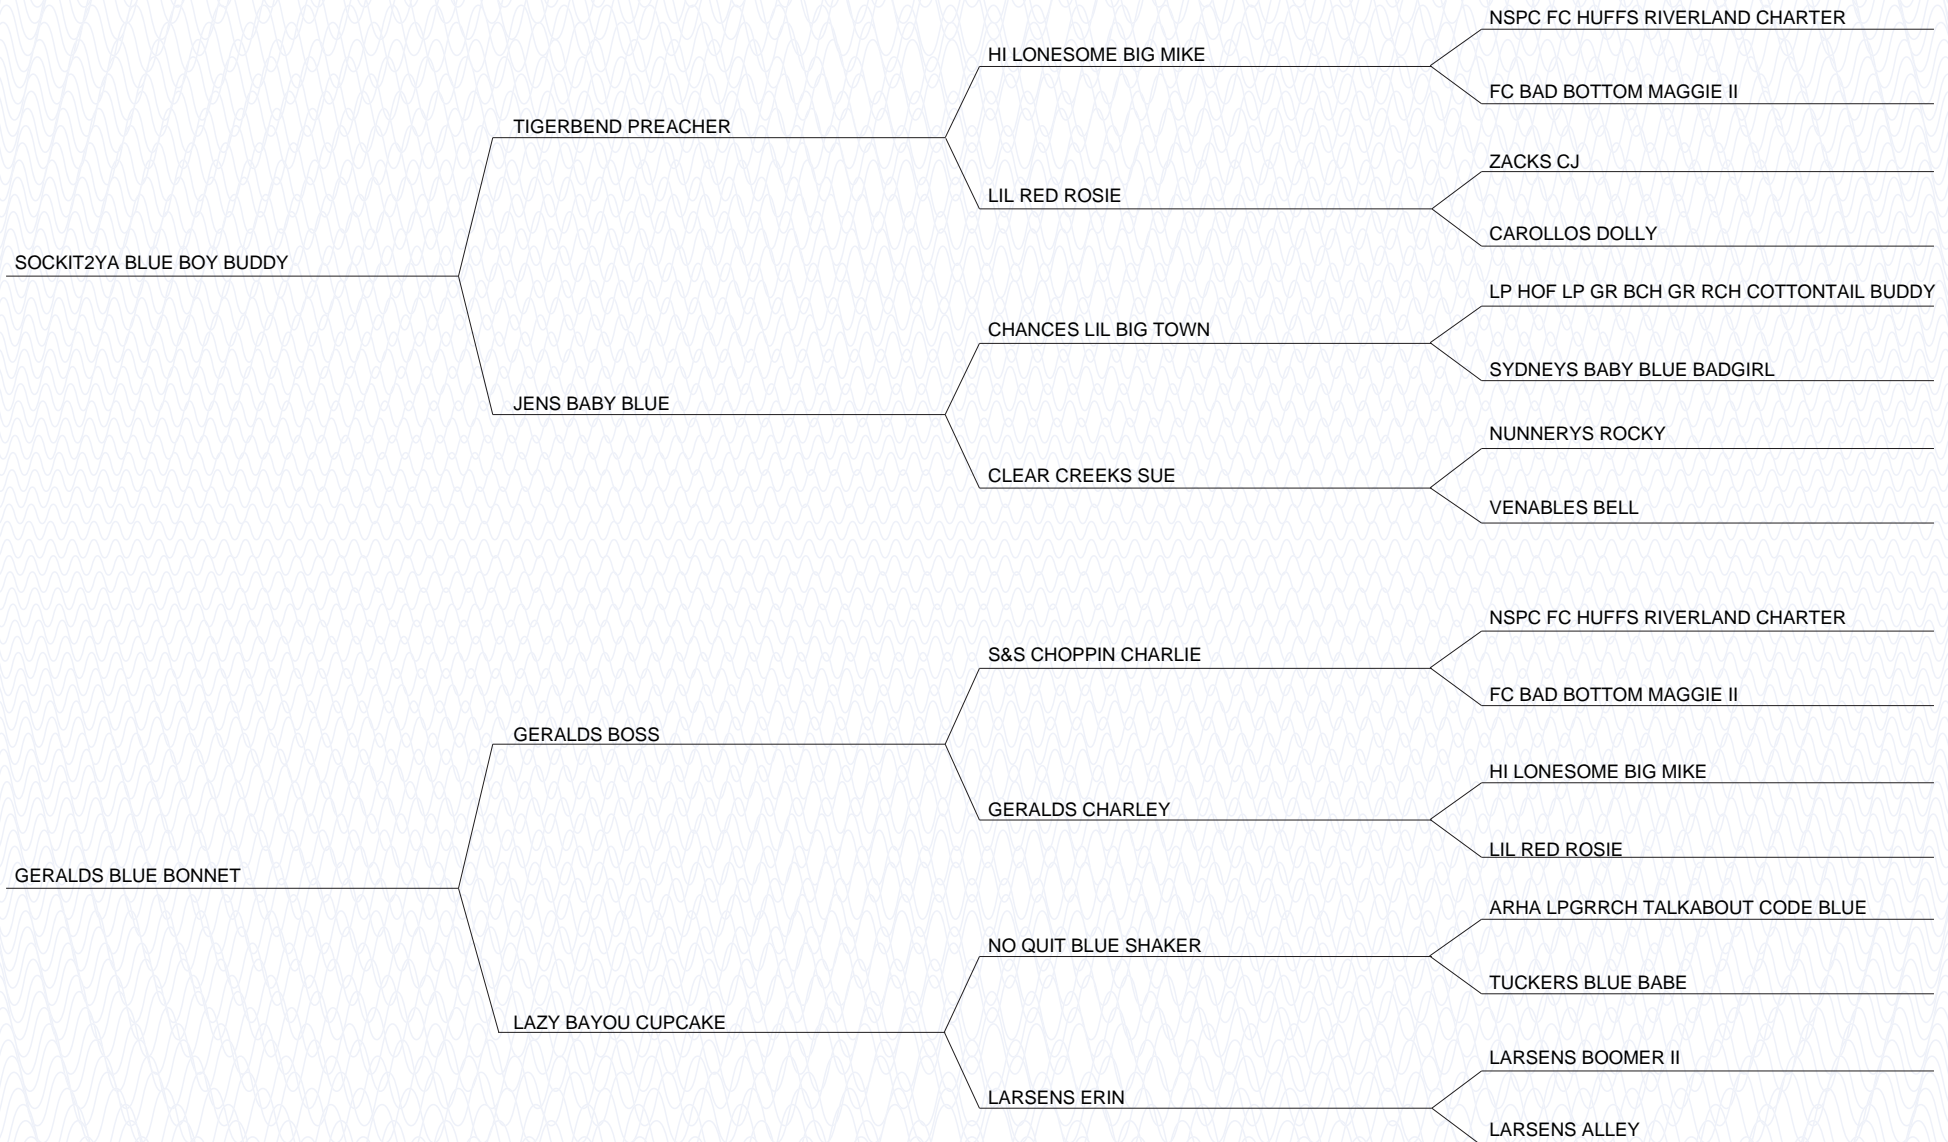 NSPC FC HUFFS RIVERLAND CHARTER
HI LONESOME BIG MIKE
FC BAD BOTTOM MAGGIE II
TIGERBEND PREACHER
ZACKS CJ
LIL RED ROSIE
CAROLLOS DOLLY
SOCKIT2YA BLUE BOY BUDDY
LP HOF LP GR BCH GR RCH COTTONTAIL BUDDY
CHANCES LIL BIG TOWN
SYDNEYS BABY BLUE BADGIRL
JENS BABY BLUE
NUNNERYS ROCKY
CLEAR CREEKS SUE
VENABLES BELL
NSPC FC HUFFS RIVERLAND CHARTER
S&S CHOPPIN CHARLIE
FC BAD BOTTOM MAGGIE II
GERALDS BOSS
HI LONESOME BIG MIKE
GERALDS CHARLEY
LIL RED ROSIE
GERALDS BLUE BONNET
ARHA LPGRRCH TALKABOUT CODE BLUE
NO QUIT BLUE SHAKER
TUCKERS BLUE BABE
LAZY BAYOU CUPCAKE
LARSENS BOOMER II
LARSENS ERIN
LARSENS ALLEY